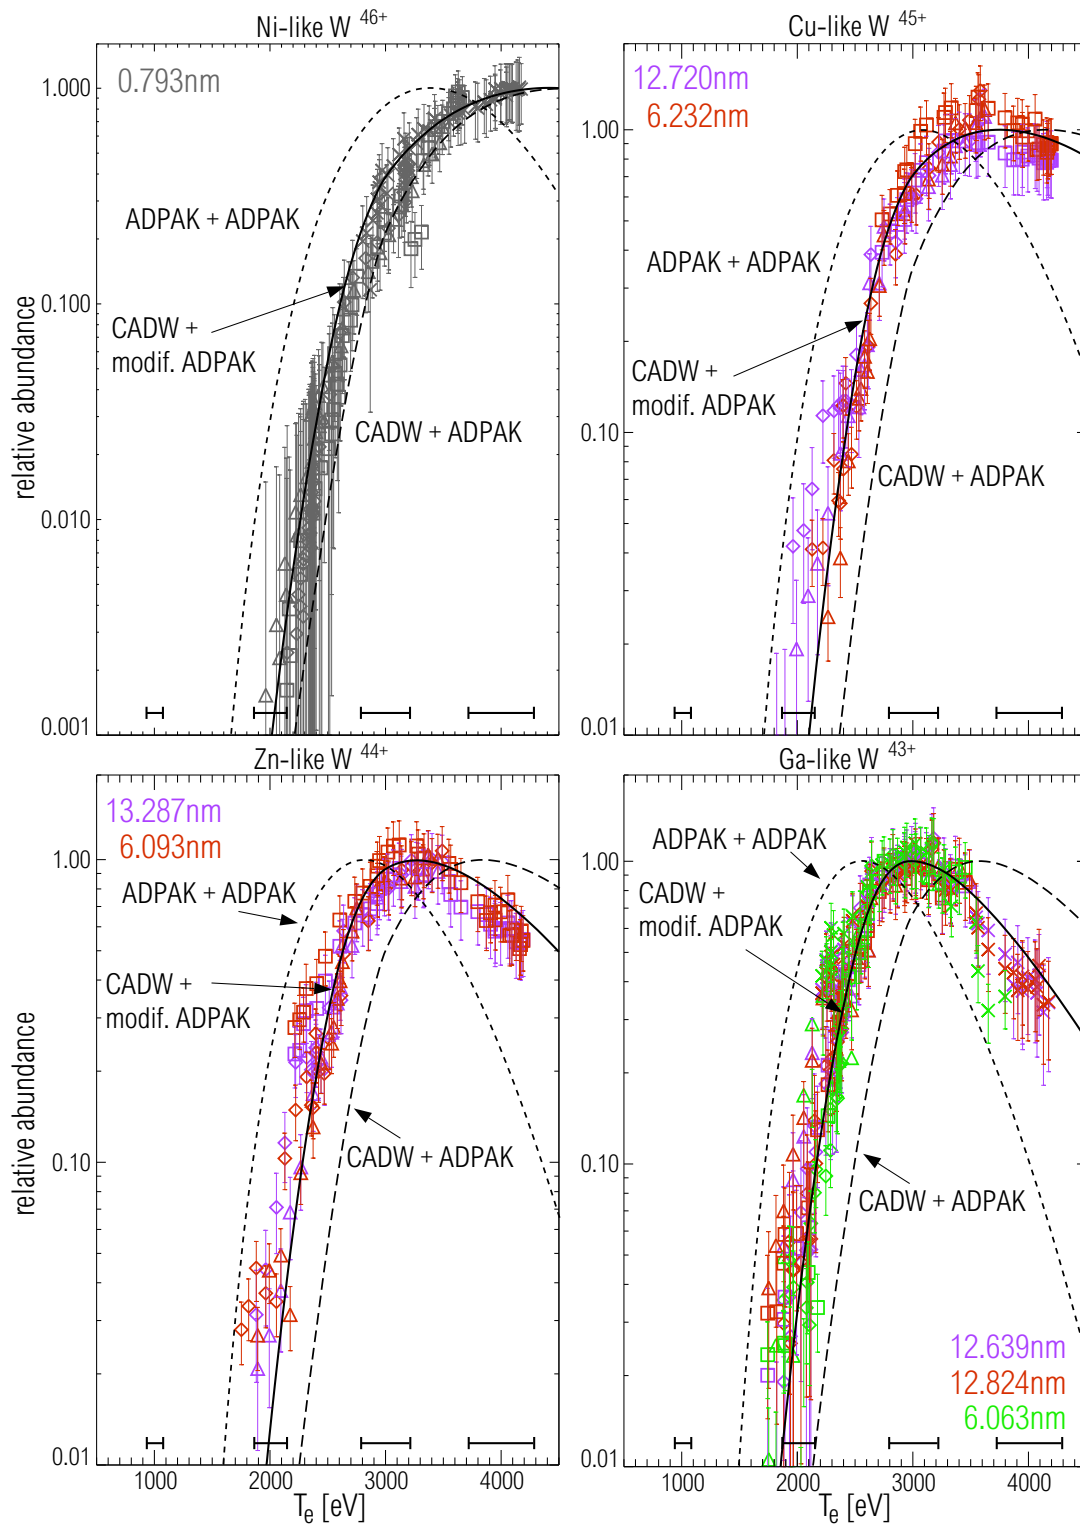 Ni-like W 46+
0.793nm
1.000
0.100
0.010
0.001
relative abundance
ADPAK + ADPAK
CADW +
modif. ADPAK
CADW + ADPAK
Cu-like W 45+
12.720nm
6.232nm
1.00
0.10
0.01
ADPAK + ADPAK
CADW +
modif. ADPAK
CADW + ADPAK
Zn-like W 44+
13.287nm
6.093nm
1.00
0.10
0.01
relative abundance
ADPAK + ADPAK
CADW +
modif. ADPAK
CADW + ADPAK
1000 2000 3000 4000
Te [eV]
Ga-like W 43+
1.00
0.10
0.01
ADPAK + ADPAK
CADW +
modif. ADPAK
CADW + ADPAK
12.639nm
12.824nm
6.063nm
1000 2000 3000 4000
Te [eV]